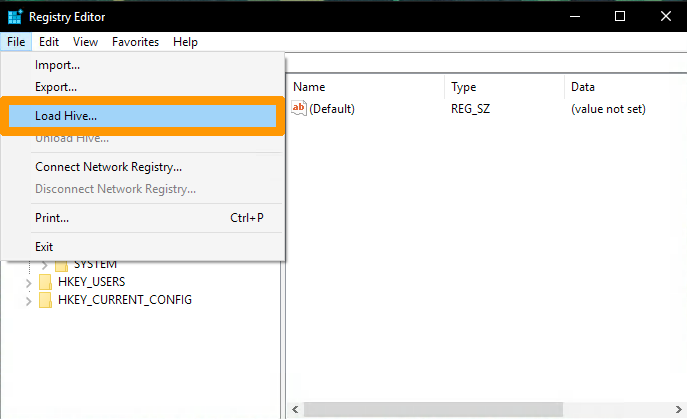 Registry Editor
File Edit View Favorites Help
Import...
Export...
Load Hive...
Unload Hive...
Connect Network Registry...
Disconnect Network Registry...
Print... Ctrl+P
Exit
SYSTEM
HKEY_USERS
HKEY_CURRENT_CONFIG
Name Type Data
ab (Default) REG_SZ (value not set)